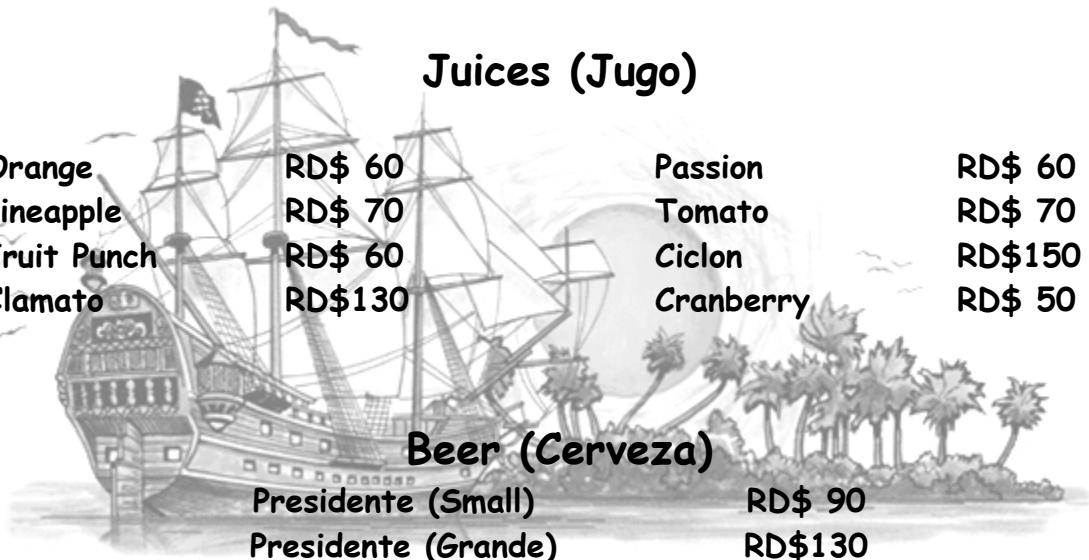 Juices (Jugo)
Orange RD$ 60 Passion RD$ 60
ineapple RD$ 70 Tomato RD$ 70
ruit Punch RD$ 60 Ciclon RD$150
Clamato RD$130 Cranberry RD$ 50
Beer (Cerveza)
Presidente (Small) RD$ 90
Presidente (Grande) RD$130